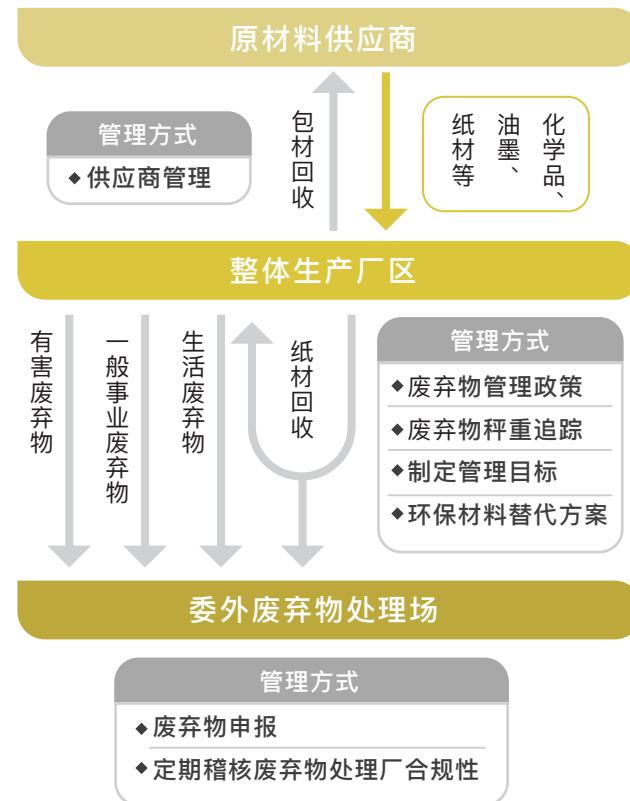 原材料供应商
管理方式
◆供应商管理
包材回收
化学品、
油墨、
纸材等
整体生产厂区
有害废弃物
一般事业废弃物
生活废弃物
纸材回收
管理方式
◆废弃物管理政策
◆废弃物秤重追踪
◆制定管理目标
◆环保材料替代方案
委外废弃物处理场
管理方式
◆废弃物申报
◆定期稽核废弃物处理厂合规性